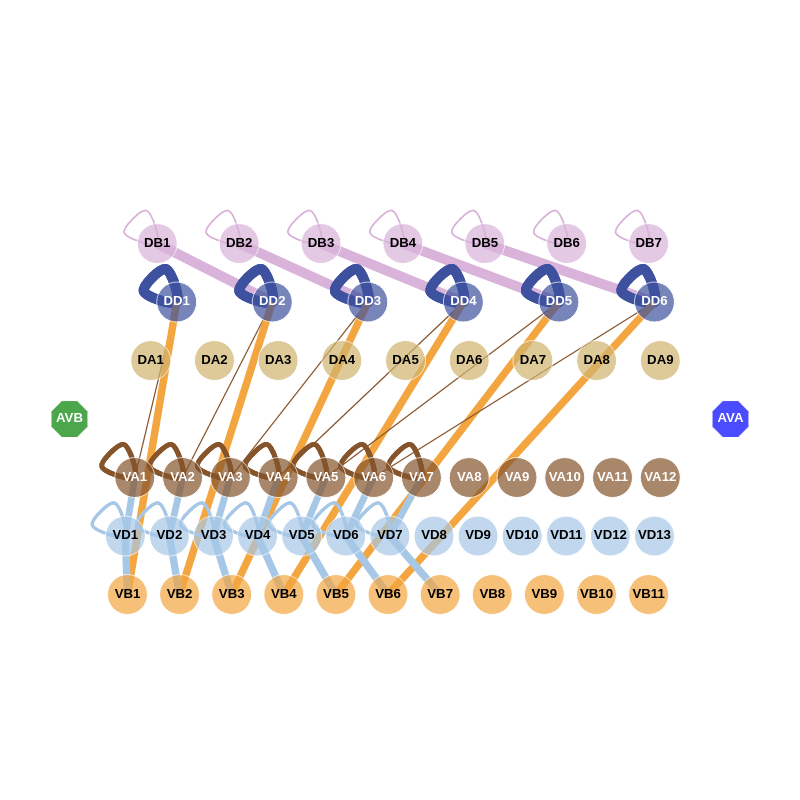 DB1 DB2 DB3 DB4 DB5 DB6 DB7
DD1 DD2 DD3 DD4 DD5 DD6
DA1 DA2 DA3 DA4 DA5 DA6 DA7 DA8 DA9
AVB AVA
VA1 VA2 VA3 VA4 VA5 VA6 VA7 VA8 VA9 VA10 VA11 VA12
VD1 VD2 VD3 VD4 VD5 VD6 VD7 VD8 VD9 VD10 VD11 VD12 VD13
VB1 VB2 VB3 VB4 VB5 VB6 VB7 VB8 VB9 VB10 VB11